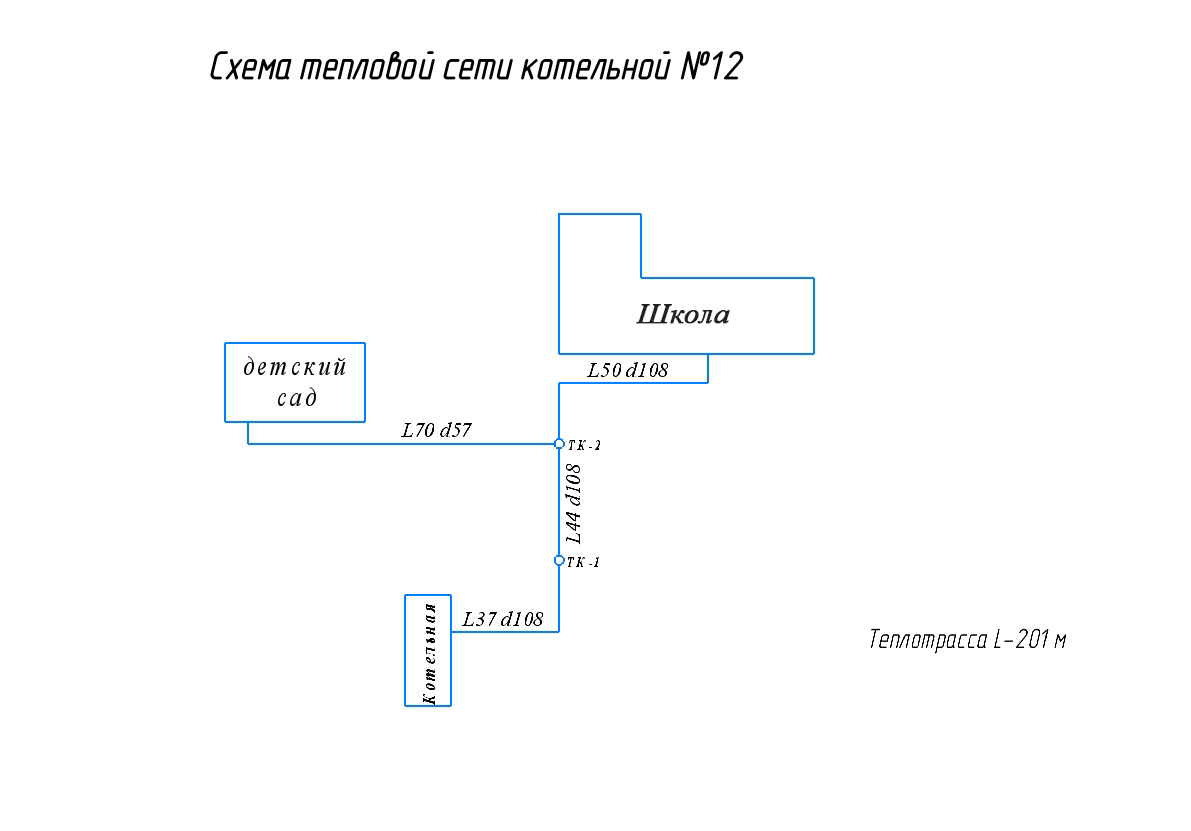 Схема тепловой сети котельной №12
Школа
L50 d108
детский
сад
L70 d57
ТК-2
L44 d108
ТК-1
L37 d108
Котельная
Теплотрасса L-201 м